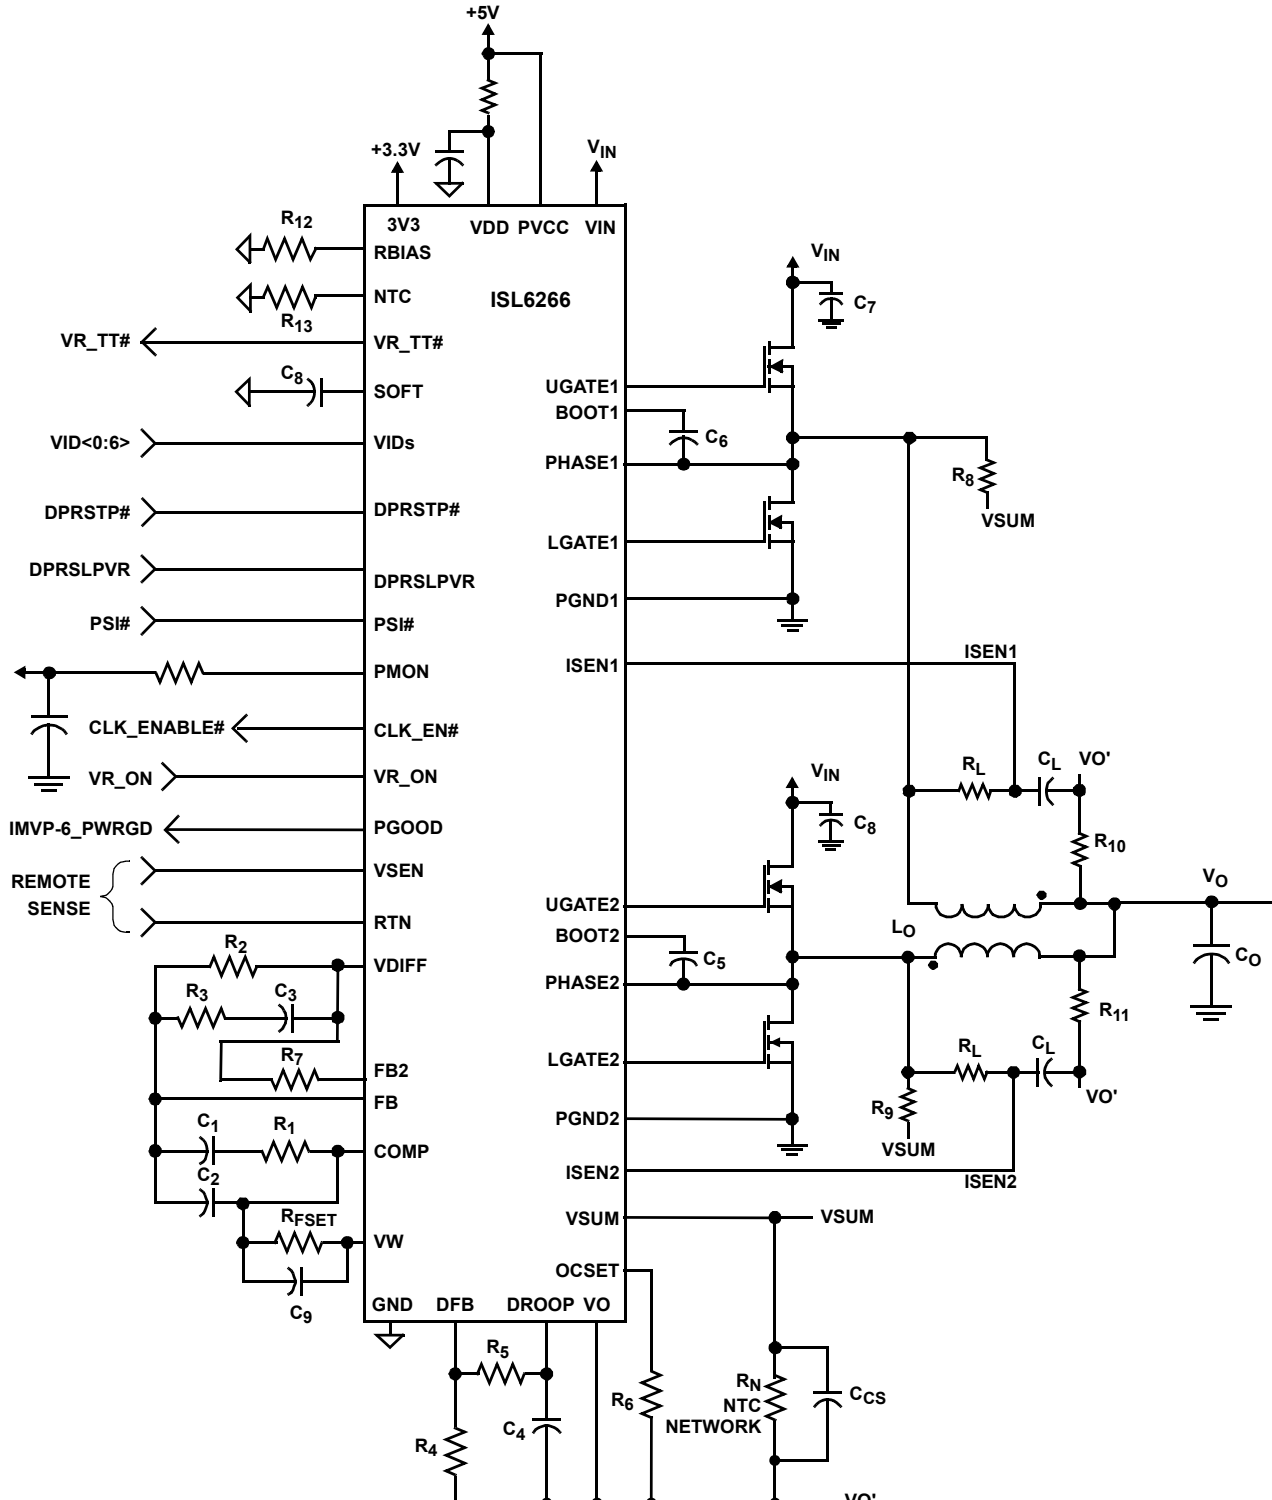 +5V
+3.3V
VIN
3V3
VDD
PVCC
VIN
R12
RBIAS
ISL6266
NTC
R13
VR_TT#
VR_TT#
C8
SOFT
VID<0:6>
VIDs
DPRSTP#
DPRSTP#
DPRSLPVR
DPRSLPVR
PSI#
PSI#
PMON
CLK_ENABLE#
CLK_EN#
VR_ON
VR_ON
IMVP-6_PWRGD
PGOOD
REMOTE
SENSE
VSEN
RTN
R2
VDIFF
R3
C3
R7
FB2
FB
C1
R1
COMP
C2
RFSET
VW
C9
GND
DFB
DROOP
VO
UGATE1
BOOT1
C6
PHASE1
LGATE1
PGND1
ISEN1
VIN
C7
R8
VSUM
ISEN1
RL
CL
VO'
R10
VIN
C8
UGATE2
BOOT2
C5
PHASE2
LGATE2
PGND2
ISEN2
VSUM
OCSET
LO
VO
CO
R11
RL
CL
VO'
R9
VSUM
ISEN2
VSUM
R5
R4
C4
R6
RN
NTC
NETWORK
CCS
VO'